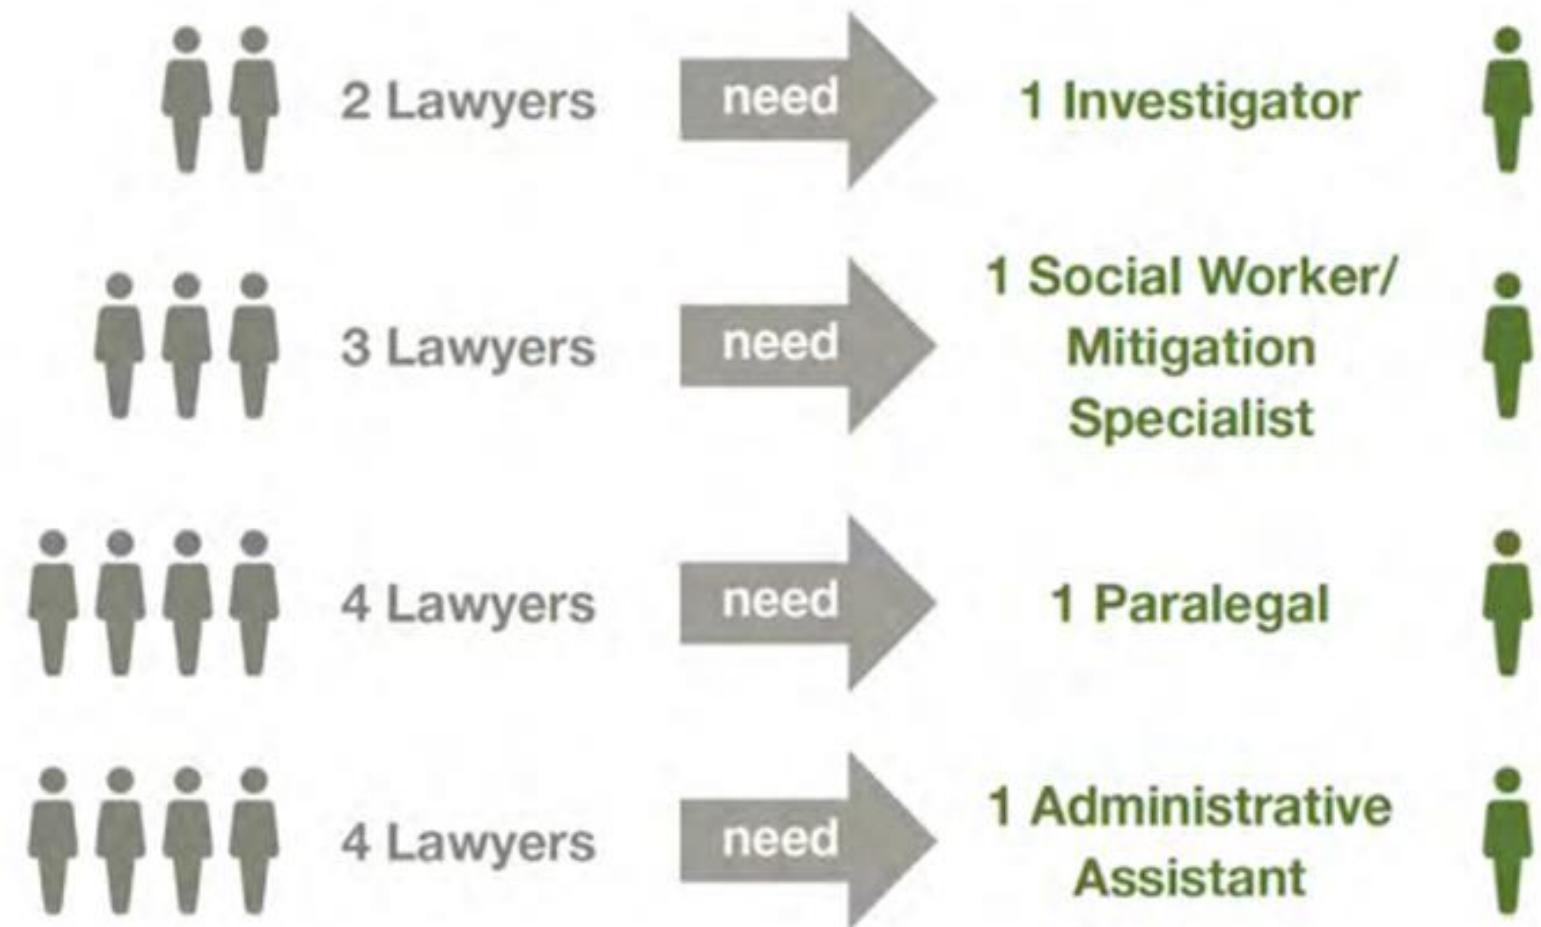 2 Lawyers need 1 Investigator
3 Lawyers need 1 Social Worker/
Mitigation
Specialist
4 Lawyers need 1 Paralegal
4 Lawyers need 1 Administrative
Assistant